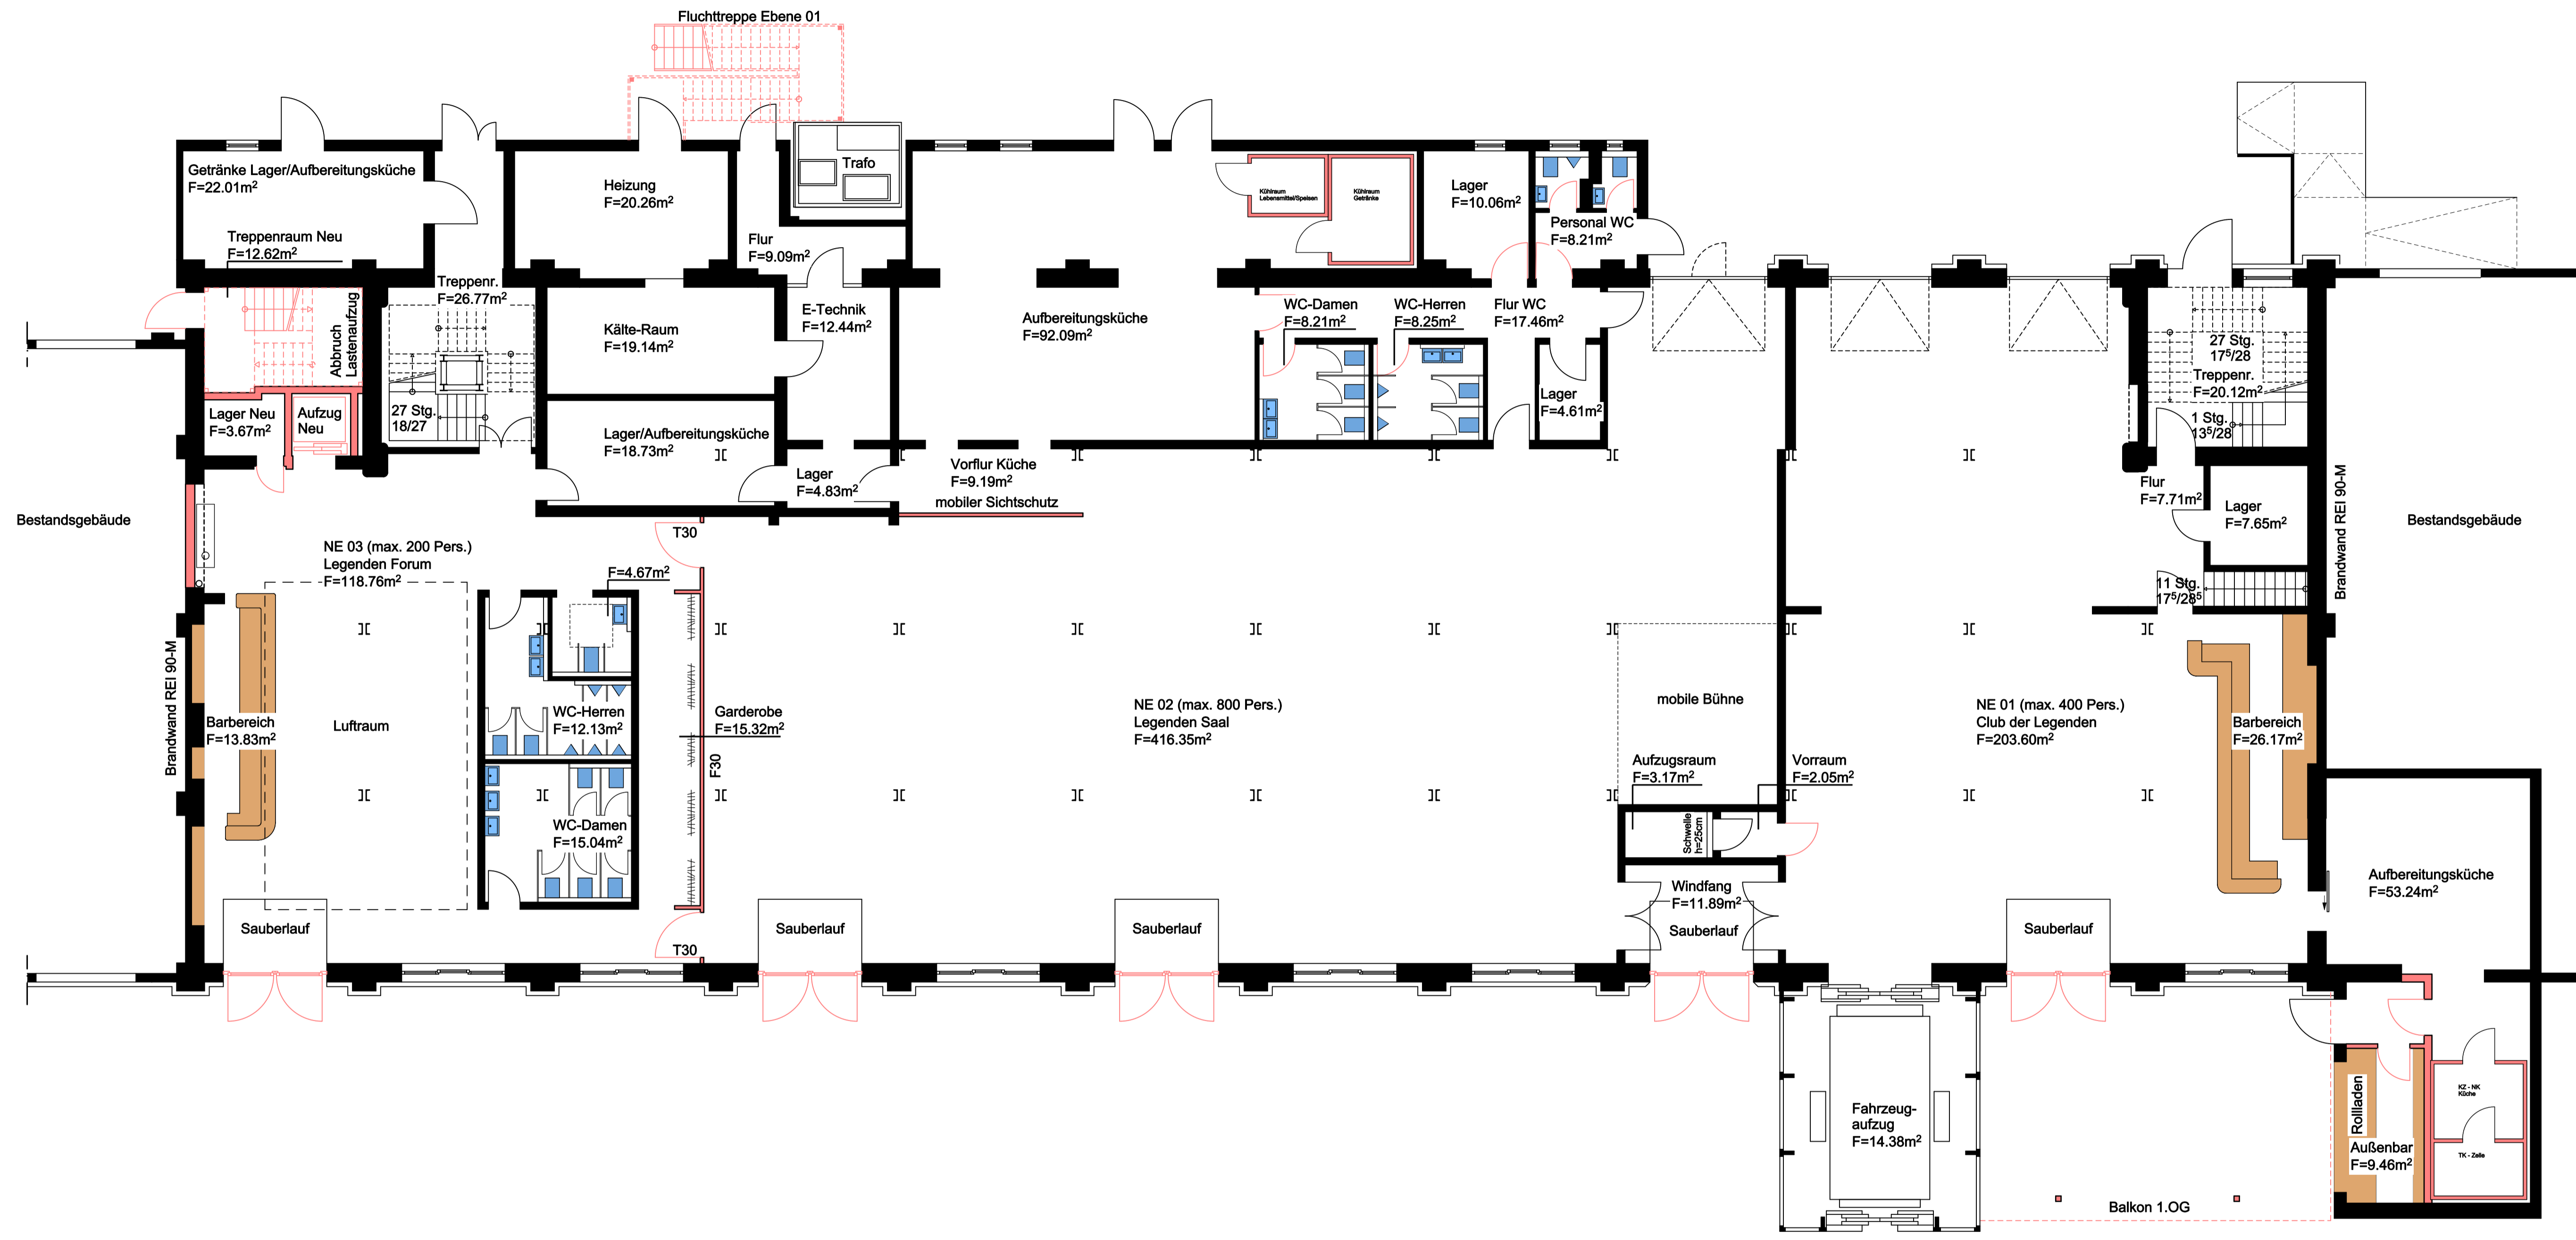 Fluchttreppe Ebene 01
Getränke Lager/Aufbereitungsküche
F=22.01m²
Treppenraum Neu
F=12.62m²
Heizung
F=20.26m²
Flur
F=9.09m²
Trafo
Kühlraum
Lebensmittel/Speisen
Kühlraum
Getränke
Lager
F=10.06m²
Personal WC
F=8.21m²
Treppenr.
F=26.77m²
Abbruch
Lastenaufzug
Kälte-Raum
F=19.14m²
E-Technik
F=12.44m²
Aufbereitungsküche
F=92.09m²
WC-Damen
F=8.21m²
WC-Herren
F=8.25m²
Flur WC
F=17.46m²
Lager
F=4.61m²
27 Stg.
17⁵/28
Treppenr.
F=20.12m²
1 Stg.
13⁵/28
Lager Neu
F=3.67m²
Aufzug
Neu
27 Stg.
18/27
Lager/Aufbereitungsküche
F=18.73m²
Lager
F=4.83m²
Vorflur Küche
F=9.19m²
mobiler Sichtschutz
Flur
F=7.71m²
Lager
F=7.65m²
11 Stg.
17⁵/28⁵
Brandwand REI 90-M
Bestandsgebäude
Bestandsgebäude
T30
NE 03 (max. 200 Pers.)
Legenden Forum
F=118.76m²
F=4.67m²
Brandwand REI 90-M
Barbereich
F=13.83m²
Luftraum
WC-Herren
F=12.13m²
WC-Damen
F=15.04m²
Garderobe
F=15.32m²
F30
T30
NE 02 (max. 800 Pers.)
Legenden Saal
F=416.35m²
mobile Bühne
Aufzugsraum
F=3.17m²
Vorraum
F=2.05m²
Schwelle
h=25cm
NE 01 (max. 400 Pers.)
Club der Legenden
F=203.60m²
Barbereich
F=26.17m²
Windfang
F=11.89m²
Sauberlauf
Sauberlauf
Sauberlauf
Sauberlauf
Sauberlauf
Aufbereitungsküche
F=53.24m²
Fahrzeug-
aufzug
F=14.38m²
Rollladen
Außenbar
F=9.46m²
KZ - NK
Küche
TK - Zelle
Balkon 1.OG